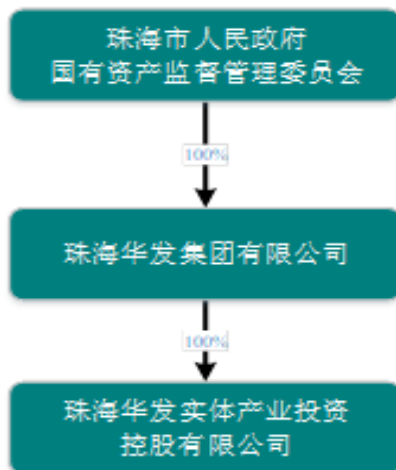 珠海市人民政府
国有资产监督管理委员会
100%
珠海华发集团有限公司
100%
珠海华发实体产业投资
控股有限公司